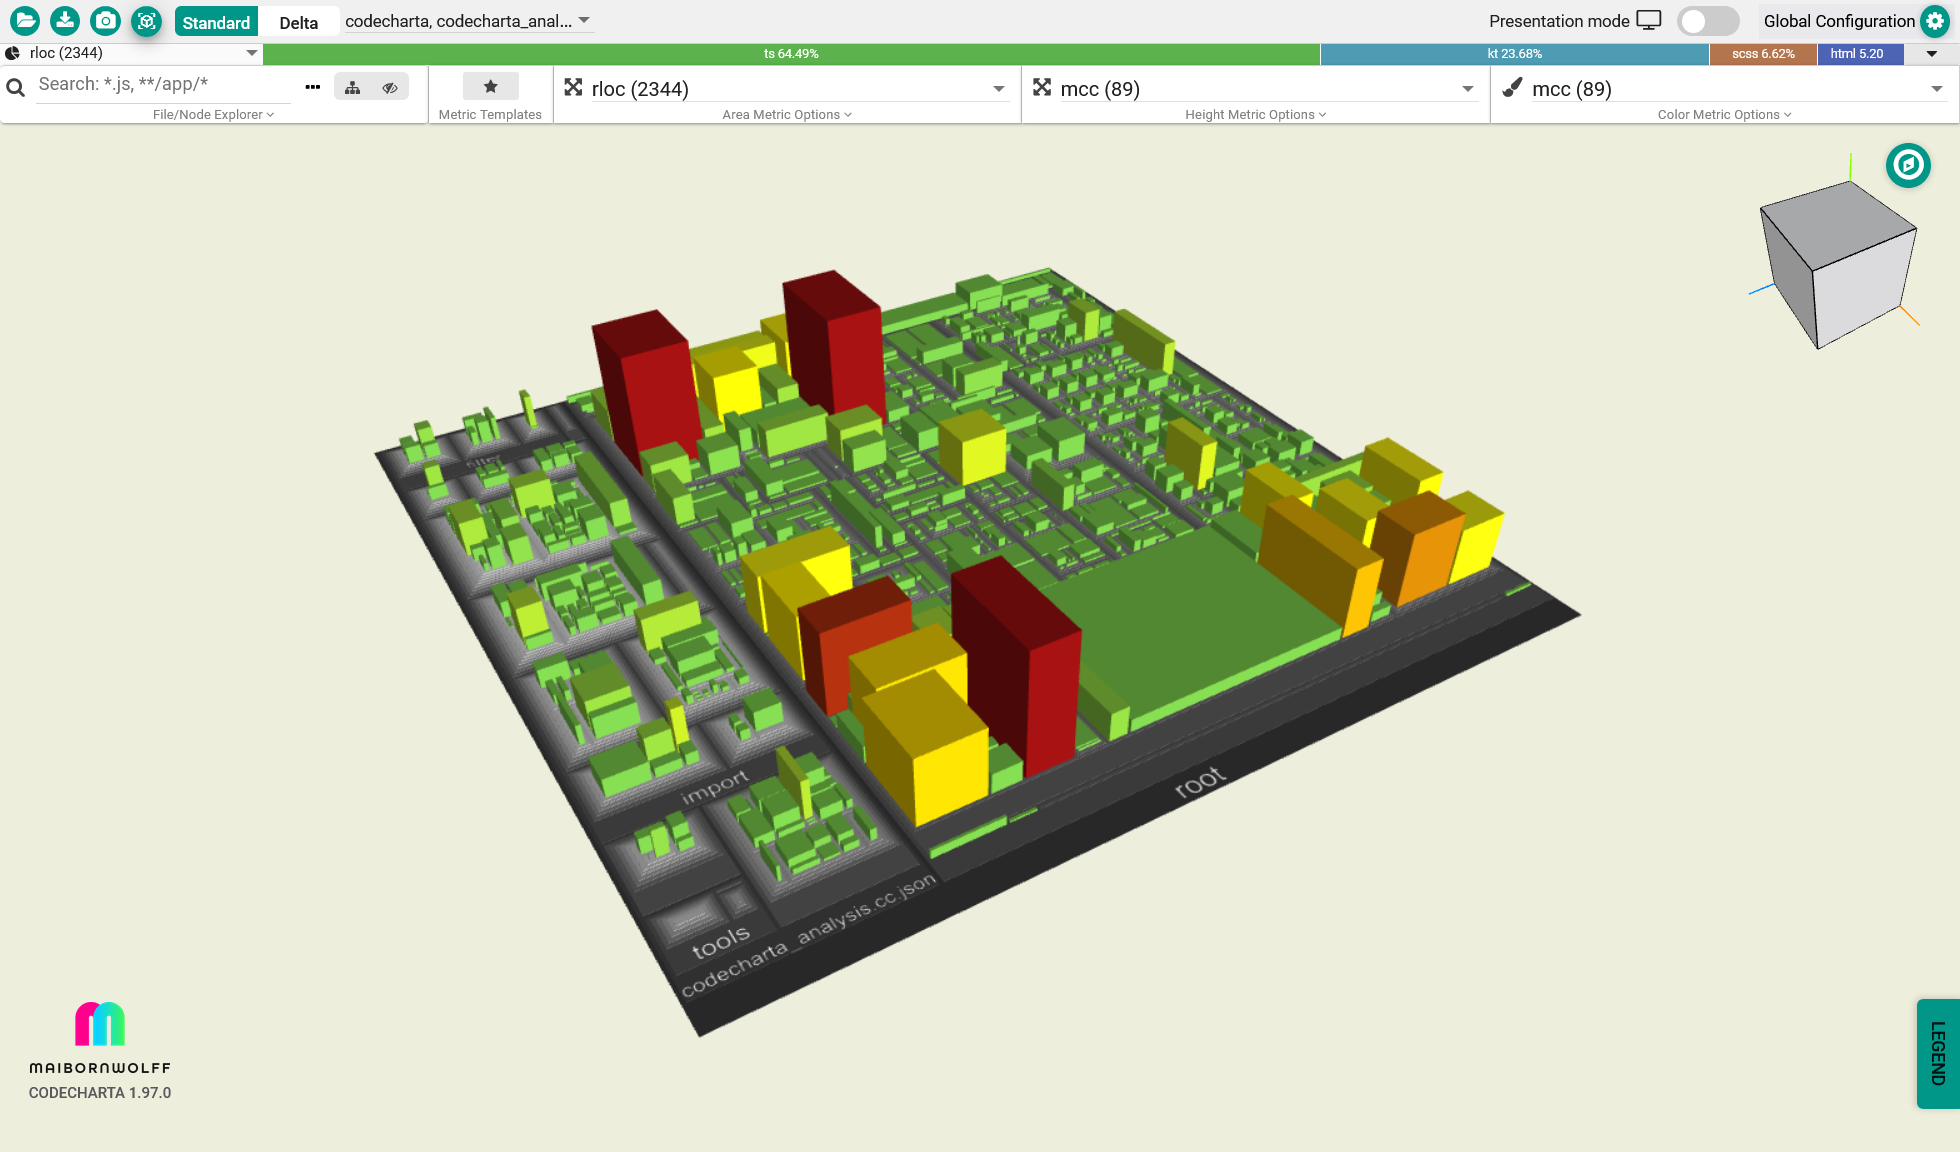 Standard
Delta
codecharta, codecharta_anal...
Presentation mode
Global Configuration
rloc (2344)
ts 64.49%
kt 23.68%
scss 6.62%
html 5.20
Search: *.js, **/app/*
rloc (2344)
mcc (89)
mcc (89)
File/Node Explorer
Metric Templates
Area Metric Options
Height Metric Options
Color Metric Options
filter
import
root
tools
codecharta_analysis.cc.json
MAIBORNWOLFF
CODECHARTA 1.97.0
LEGEND